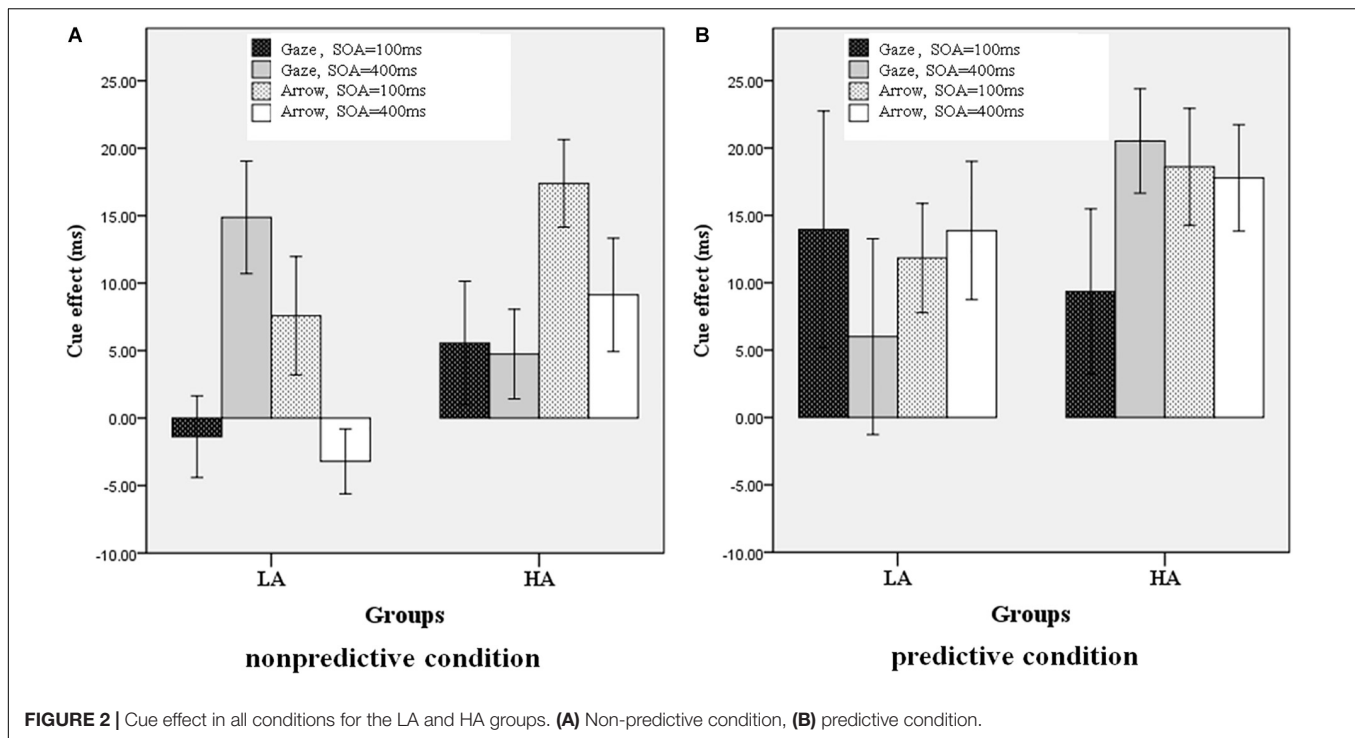 A
Gaze , SOA=100ms
Gaze, SOA=400ms
Arrow, SOA=100ms
Arrow, SOA=400ms
25.00
20.00
15.00
10.00
5.00
0.00
-5.00
-10.00
Cue effect (ms)
LA
HA
Groups
nonpredictive condition
B
Gaze , SOA=100ms
Gaze, SOA=400ms
Arrow, SOA=100ms
Arrow, SOA=400ms
25.00
20.00
15.00
10.00
5.00
0.00
-5.00
-10.00
Cue effect (ms)
LA
HA
Groups
predictive condition
FIGURE 2 | Cue effect in all conditions for the LA and HA groups. (A) Non-predictive condition, (B) predictive condition.